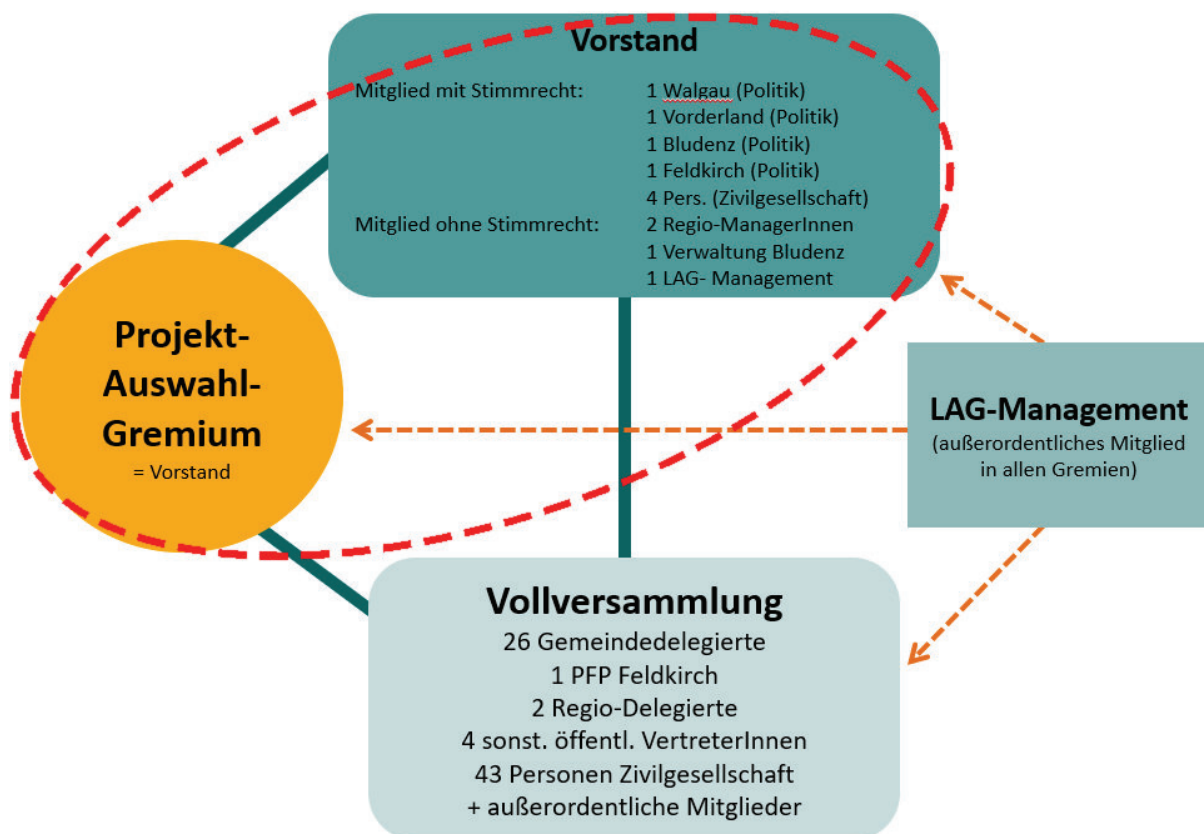 Vorstand
Mitglied mit Stimmrecht: 1 Walgau (Politik)
1 Vorderland (Politik)
1 Bludenz (Politik)
1 Feldkirch (Politik)
4 Pers. (Zivilgesellschaft)
Mitglied ohne Stimmrecht: 2 Regio-ManagerInnen
1 Verwaltung Bludenz
1 LAG- Management
Projekt-
Auswahl-
Gremium
= Vorstand
LAG-Management
(außerordentliches Mitglied
in allen Gremien)
Vollversammlung
26 Gemeindedelegierte
1 PFP Feldkirch
2 Regio-Delegierte
4 sonst. öffentl. VertreterInnen
43 Personen Zivilgesellschaft
+ außerordentliche Mitglieder